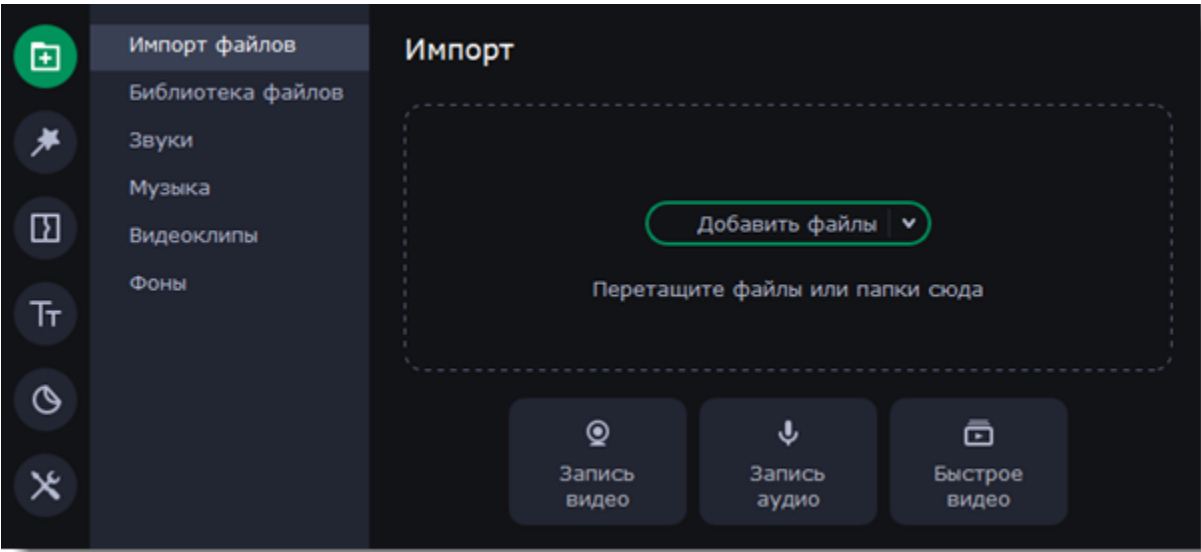 Импорт файлов
Библиотека файлов
Звуки
Музыка
Видеоклипы
Фоны
Tт
Импорт
Добавить файлы
Перетащите файлы или папки сюда
Запись
видео
Запись
аудио
Быстрое
видео